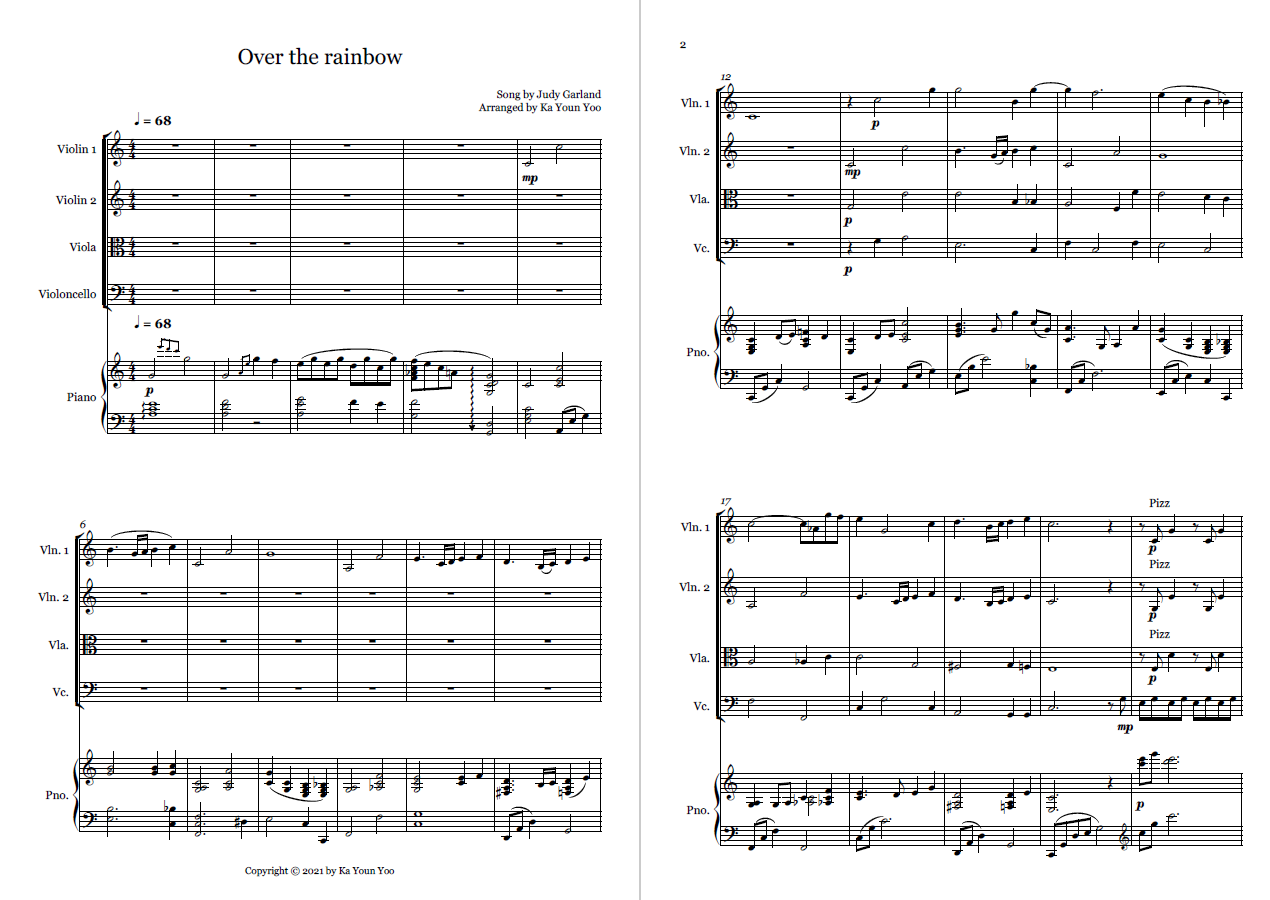 Over the rainbow
Song by Judy Garland
Arranged by Ka Youn Yoo
♩ = 68
Violin 1
mp
Violin 2
Viola
Violoncello
♩ = 68
Piano
p
6
Vln. 1
Vln. 2
Vla.
Vc.
Pno.
Copyright © 2021 by Ka Youn Yoo
2
12
Vln. 1
p
Vln. 2
mp
Vla.
p
Vc.
p
Pno.
17
Pizz
Vln. 1
p
Pizz
Vln. 2
p
Pizz
Vla.
p
Vc.
mp
Pno.
p